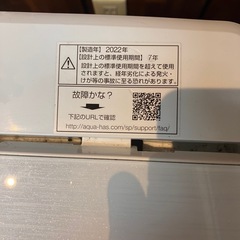 【製造年】2022年
【設計上の標準使用期間】7年
設計上の標準使用期間を超えて使用
されますと、経年劣化による発火・
けが等の事故に至る恐れがあります。
故障かな？
下記のURLで確認
http://aqua-has.com/sp/support/faq/